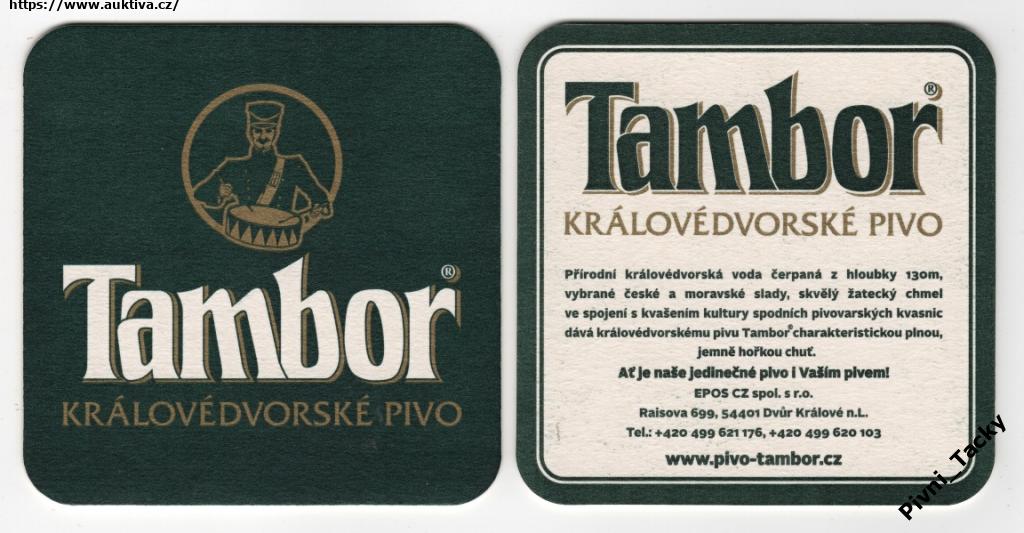 https://www.auktiva.cz/
Tambor®
KRÁLOVÉDVORSKÉ PIVO
Tambor®
KRÁLOVÉDVORSKÉ PIVO
Přírodní královédvorská voda čerpaná z hloubky 130m,
vybrané české a moravské slady, skvělý žatecký chmel
ve spojení s kvašením kultury spodních pivovarských kvasnic
dává královédvorskému pivu Tambor® charakteristickou plnou,
jemně hořkou chuť.
Ať je naše jedinečné pivo i Vaším pivem!
EPOS CZ spol. s r.o.
Raisova 699, 54401 Dvůr Králové n.L.
Tel.: +420 499 621 176, +420 499 620 103
www.pivo-tambor.cz
Pivni_Tacky